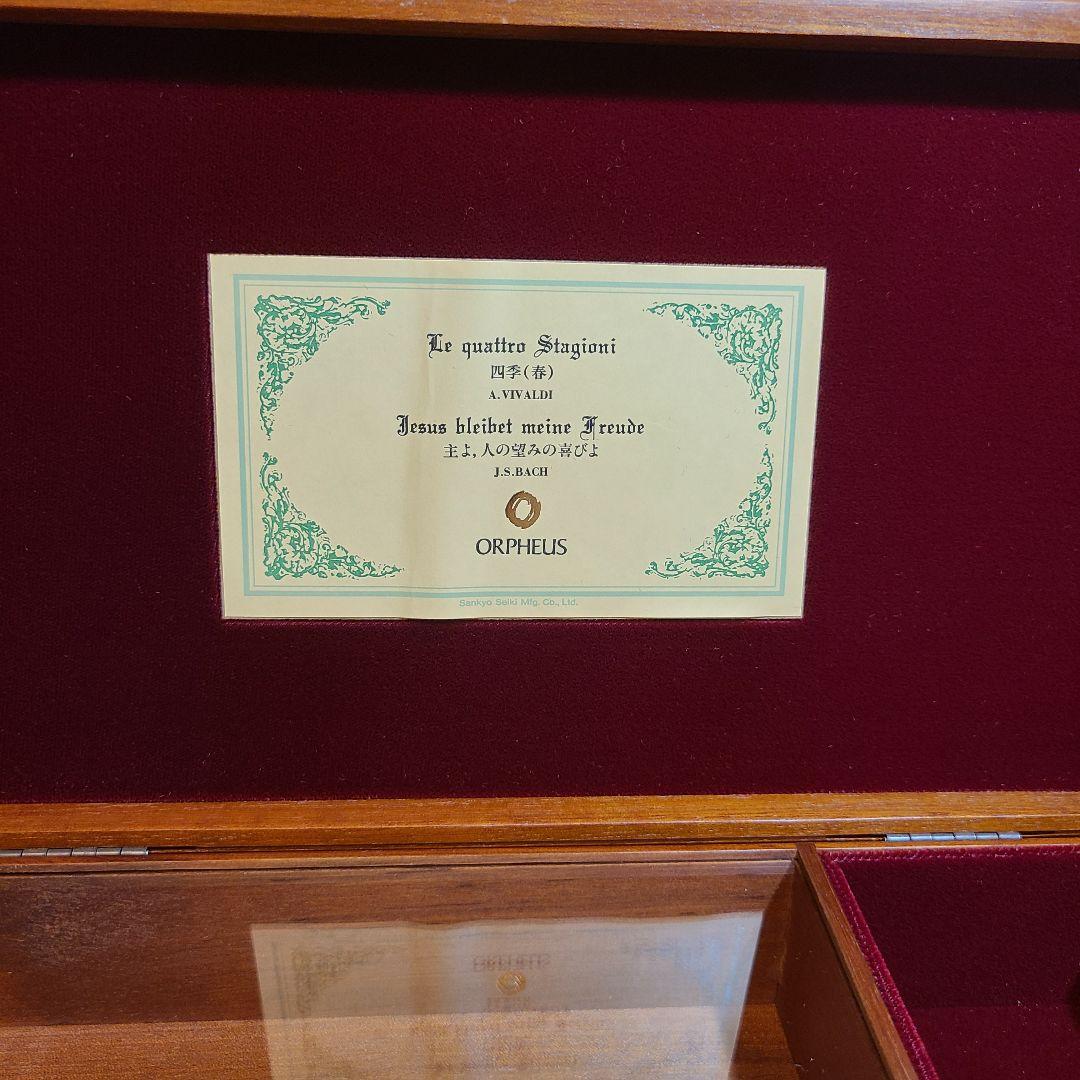 Le quattro Stagioni
四季(春)
A.VIVALDI
Jesus bleibet meine Freude
主よ,人の望みの喜びよ
J.S.BACH
ORPHEUS
Sankyo Seiki Mfg. Co., Ltd.